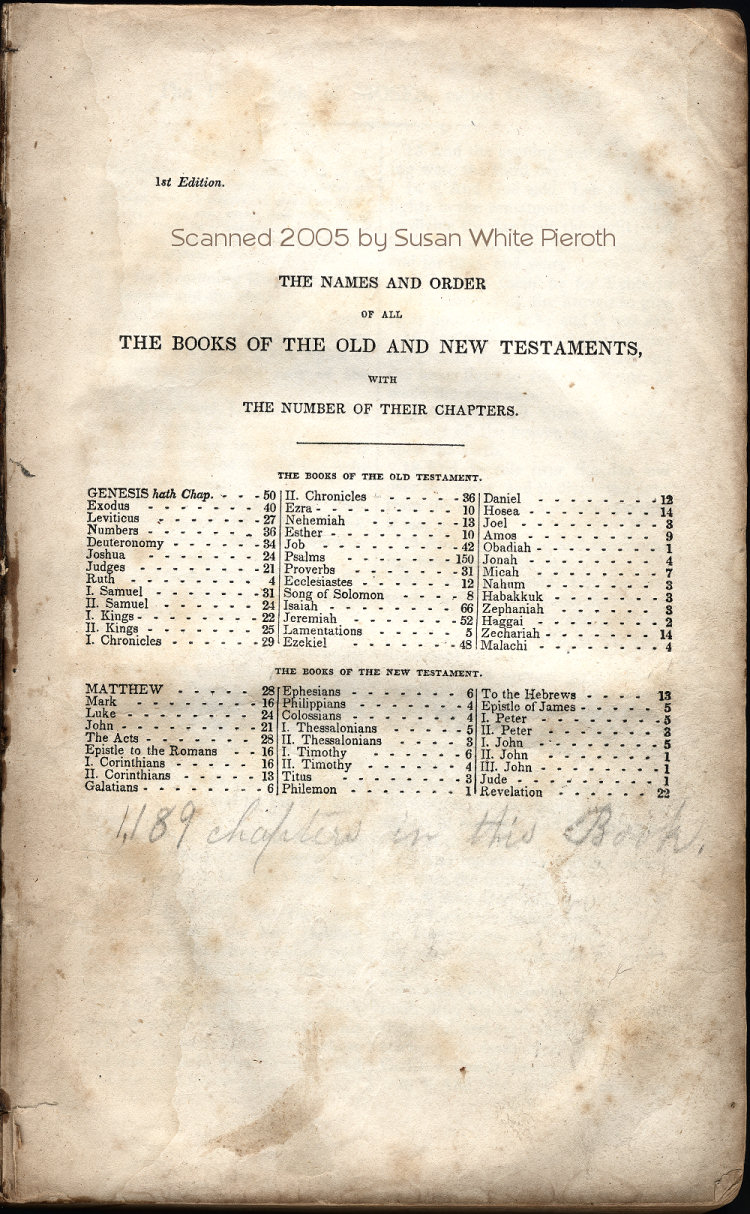 1st Edition.
Scanned 2005 by Susan White Pieroth
THE NAMES AND ORDER
OF ALL
THE BOOKS OF THE OLD AND NEW TESTAMENTS,
WITH
THE NUMBER OF THEIR CHAPTERS.
THE BOOKS OF THE OLD TESTAMENT.
GENESIS hath Chap. - - - 50
Exodus - - - - - - - 40
Leviticus - - - - - - 27
Numbers - - - - - - 36
Deuteronomy - - - - - 34
Joshua - - - - - - 24
Judges - - - - - - 21
Ruth - - - - - - - 4
I. Samuel - - - - - - 31
II. Samuel - - - - - - 24
I. Kings - - - - - - 22
II. Kings - - - - - - 25
I. Chronicles - - - - - 29
II. Chronicles - - - - - 36
Ezra - - - - - - - 10
Nehemiah - - - - - - 13
Esther - - - - - - - 10
Job - - - - - - - 42
Psalms - - - - - - 150
Proverbs - - - - - - 31
Ecclesiastes - - - - - 12
Song of Solomon - - - - 8
Isaiah - - - - - - - 66
Jeremiah - - - - - - 52
Lamentations - - - - - 5
Ezekiel - - - - - - 48
Daniel - - - - - - - 12
Hosea - - - - - - - 14
Joel - - - - - - - 3
Amos - - - - - - - 9
Obadiah - - - - - - 1
Jonah - - - - - - - 4
Micah - - - - - - - 7
Nahum - - - - - - 3
Habakkuk - - - - - - 3
Zephaniah - - - - - - 3
Haggai - - - - - - - 2
Zechariah - - - - - - 14
Malachi - - - - - - 4
THE BOOKS OF THE NEW TESTAMENT.
MATTHEW - - - - - 28
Mark - - - - - - - 16
Luke - - - - - - - 24
John - - - - - - - 21
The Acts - - - - - - 28
Epistle to the Romans - - 16
I. Corinthians - - - - - 16
II. Corinthians - - - - - 13
Galatians - - - - - - 6
Ephesians - - - - - - 6
Philippians - - - - - - 4
Colossians - - - - - - 4
I. Thessalonians - - - - 5
II. Thessalonians - - - - 3
I. Timothy - - - - - - 6
II. Timothy - - - - - 4
Titus - - - - - - - 3
Philemon - - - - - - 1
To the Hebrews - - - - 13
Epistle of James - - - - 5
I. Peter - - - - - - 5
II. Peter - - - - - - 3
I. John - - - - - - 5
II. John - - - - - - 1
III. John - - - - - - 1
Jude - - - - - - - 1
Revelation - - - - - - 22
1,189 chapters in this Book.